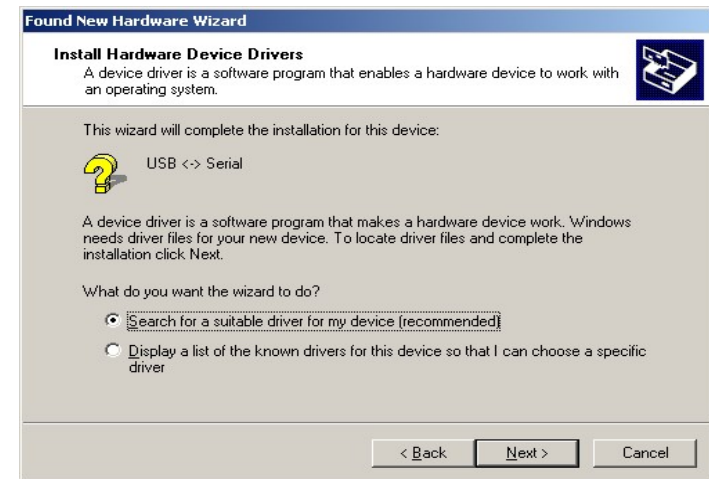 Found New Hardware Wizard
Install Hardware Device Drivers
A device driver is a software program that enables a hardware device to work with
an operating system.
This wizard will complete the installation for this device:
USB <-> Serial
A device driver is a software program that makes a hardware device work. Windows
needs driver files for your new device. To locate driver files and complete the
installation click Next.
What do you want the wizard to do?
Search for a suitable driver for my device (recommended)
Display a list of the known drivers for this device so that I can choose a specific
driver
< Back Next > Cancel